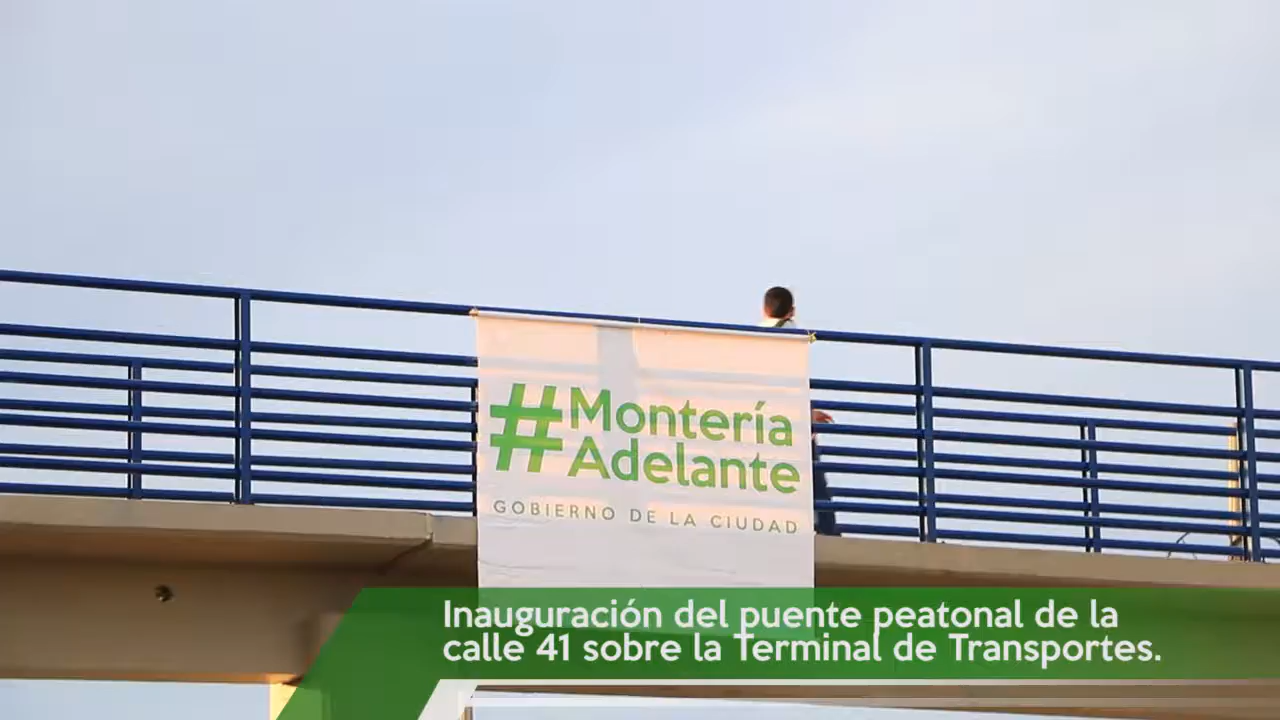 #Montería
Adelante
GOBIERNO DE LA CIUDAD
Inauguración del puente peatonal de la
calle 41 sobre la Terminal de Transportes.